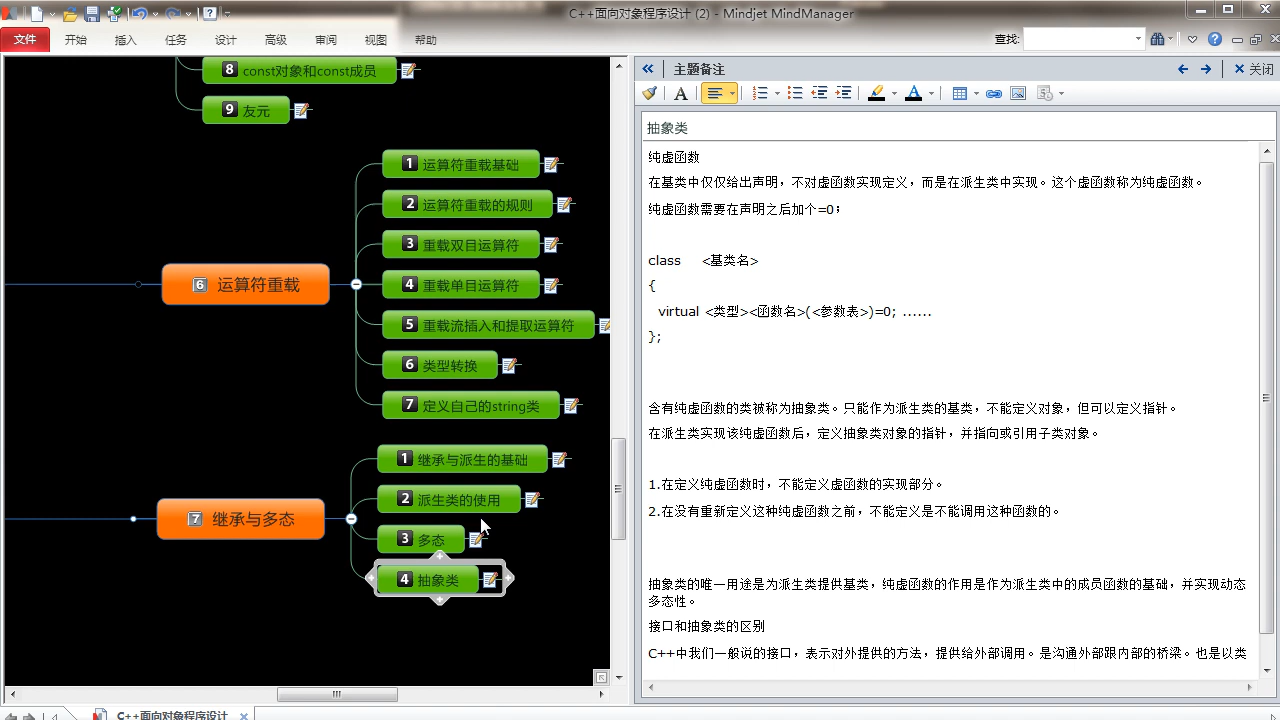 C++面向对象程序设计 (2) - Mindjet MindManager
文件 开始 插入 任务 设计 高级 审阅 视图 帮助 查找:
8 const对象和const成员
9 友元
6 运算符重载
1 运算符重载基础
2 运算符重载的规则
3 重载双目运算符
4 重载单目运算符
5 重载流插入和提取运算符
6 类型转换
7 定义自己的string类
7 继承与多态
1 继承与派生的基础
2 派生类的使用
3 多态
4 抽象类
C++面向对象程序设计
主题备注 关闭
抽象类
纯虚函数
在基类中仅仅给出声明，不对虚函数实现定义，而是在派生类中实现。这个虚函数称为纯虚函数。
纯虚函数需要在声明之后加个=0；
class <基类名>
{
virtual <类型><函数名>(<参数表>)=0; ......
};
含有纯虚函数的类被称为抽象类。只能作为派生类的基类，不能定义对象，但可以定义指针。
在派生类实现该纯虚函数后，定义抽象类对象的指针，并指向或引用子类对象。
1.在定义纯虚函数时，不能定义虚函数的实现部分。
2.在没有重新定义这种纯虚函数之前，不能定义是不能调用这种函数的。
抽象类的唯一用途是为派生类提供基类，纯虚函数的作用是作为派生类中的成员函数的基础，并实现动态
多态性。
接口和抽象类的区别
C++中我们一般说的接口，表示对外提供的方法，提供给外部调用。是沟通外部跟内部的桥梁。也是以类